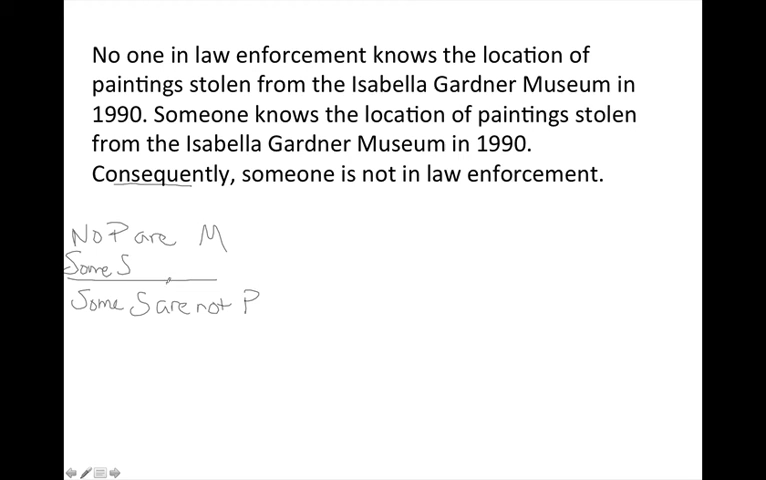 No one in law enforcement knows the location of
paintings stolen from the Isabella Gardner Museum in
1990. Someone knows the location of paintings stolen
from the Isabella Gardner Museum in 1990.
Consequently, someone is not in law enforcement.
No P are M
Some S
Some S are not P